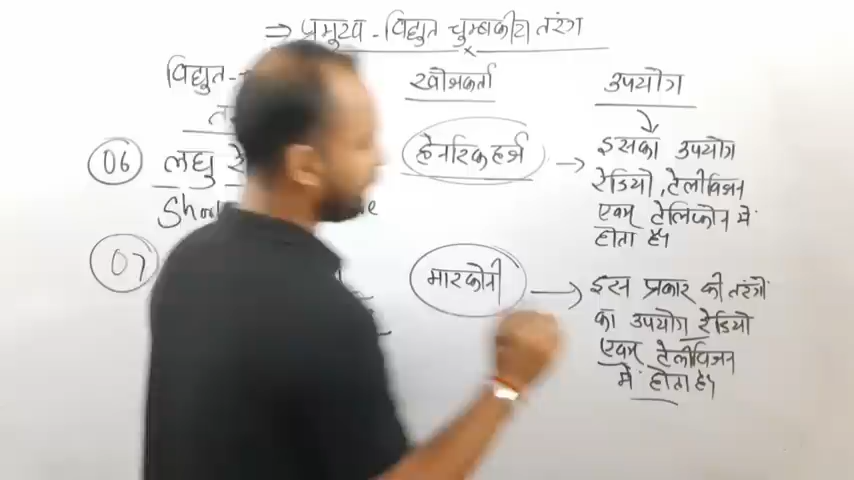 ⇒ प्रमुख - विद्युत चुम्बकीय तरंग
विद्युत-
खोजकर्ता
उपयोग
06
लघु
हेनरिक हर्ज
→
इसका उपयोग
रेडियो, टेलीविजन
एवम् टेलिफोन में
होता है।
07
मारकोनी
→
इस प्रकार की तरंगों
का उपयोग रेडियो
एवम् टेलीविजन
में होता है।